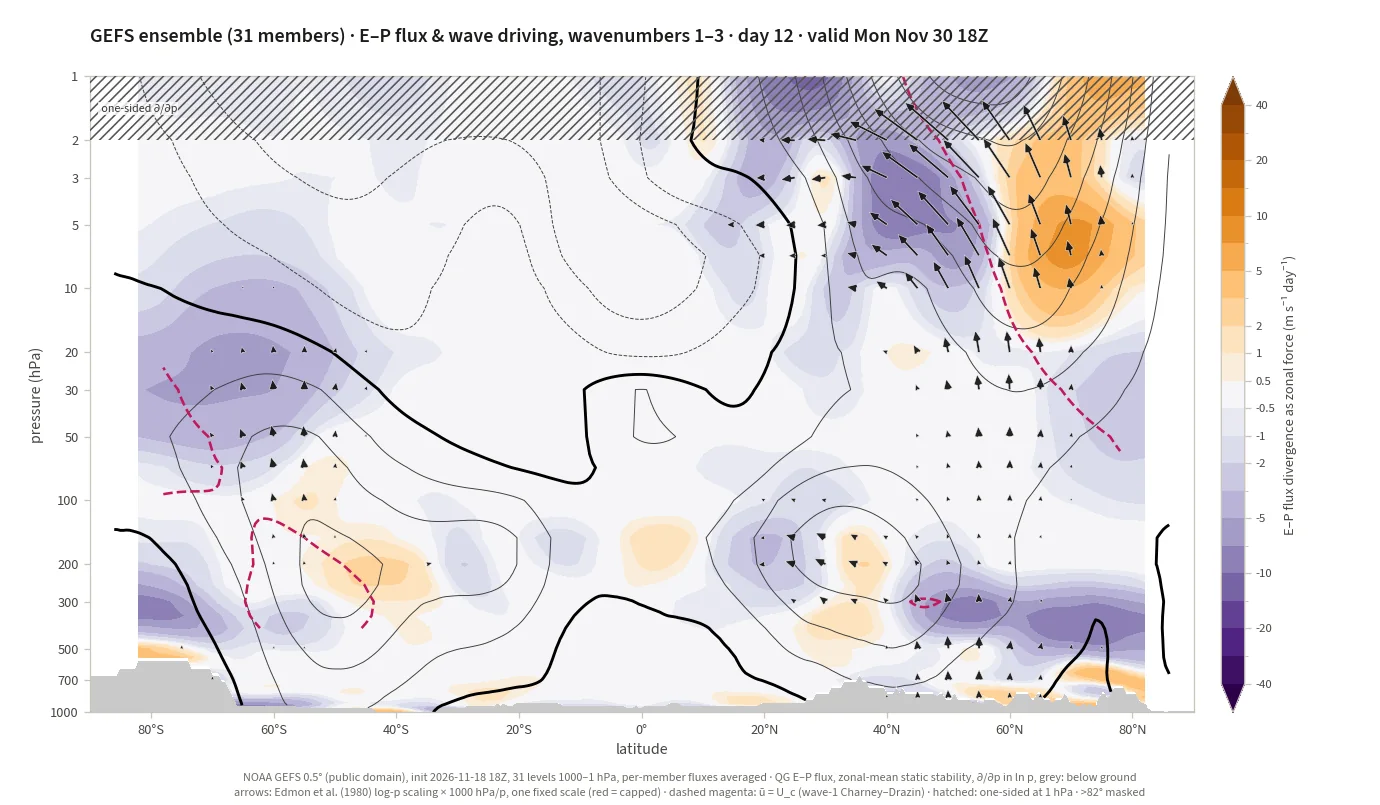 GEFS ensemble (31 members) · E–P flux & wave driving, wavenumbers 1–3 · day 12 · valid Mon Nov 30 18Z
one-sided ∂/∂p
1
2
3
5
10
20
30
50
100
200
300
500
700
1000
pressure (hPa)
80°S
60°S
40°S
20°S
0°
20°N
40°N
60°N
80°N
latitude
40
20
10
5
2
1
0.5
-0.5
-1
-2
-5
-10
-20
-40
E–P flux divergence as zonal force (m s⁻¹ day⁻¹)
NOAA GEFS 0.5° (public domain), init 2026-11-18 18Z, 31 levels 1000–1 hPa, per-member fluxes averaged · QG E–P flux, zonal-mean static stability, ∂/∂p in ln p, grey: below ground
arrows: Edmon et al. (1980) log-p scaling × 1000 hPa/p, one fixed scale (red = capped) · dashed magenta: ū = U_c (wave-1 Charney–Drazin) · hatched: one-sided at 1 hPa · >82° masked